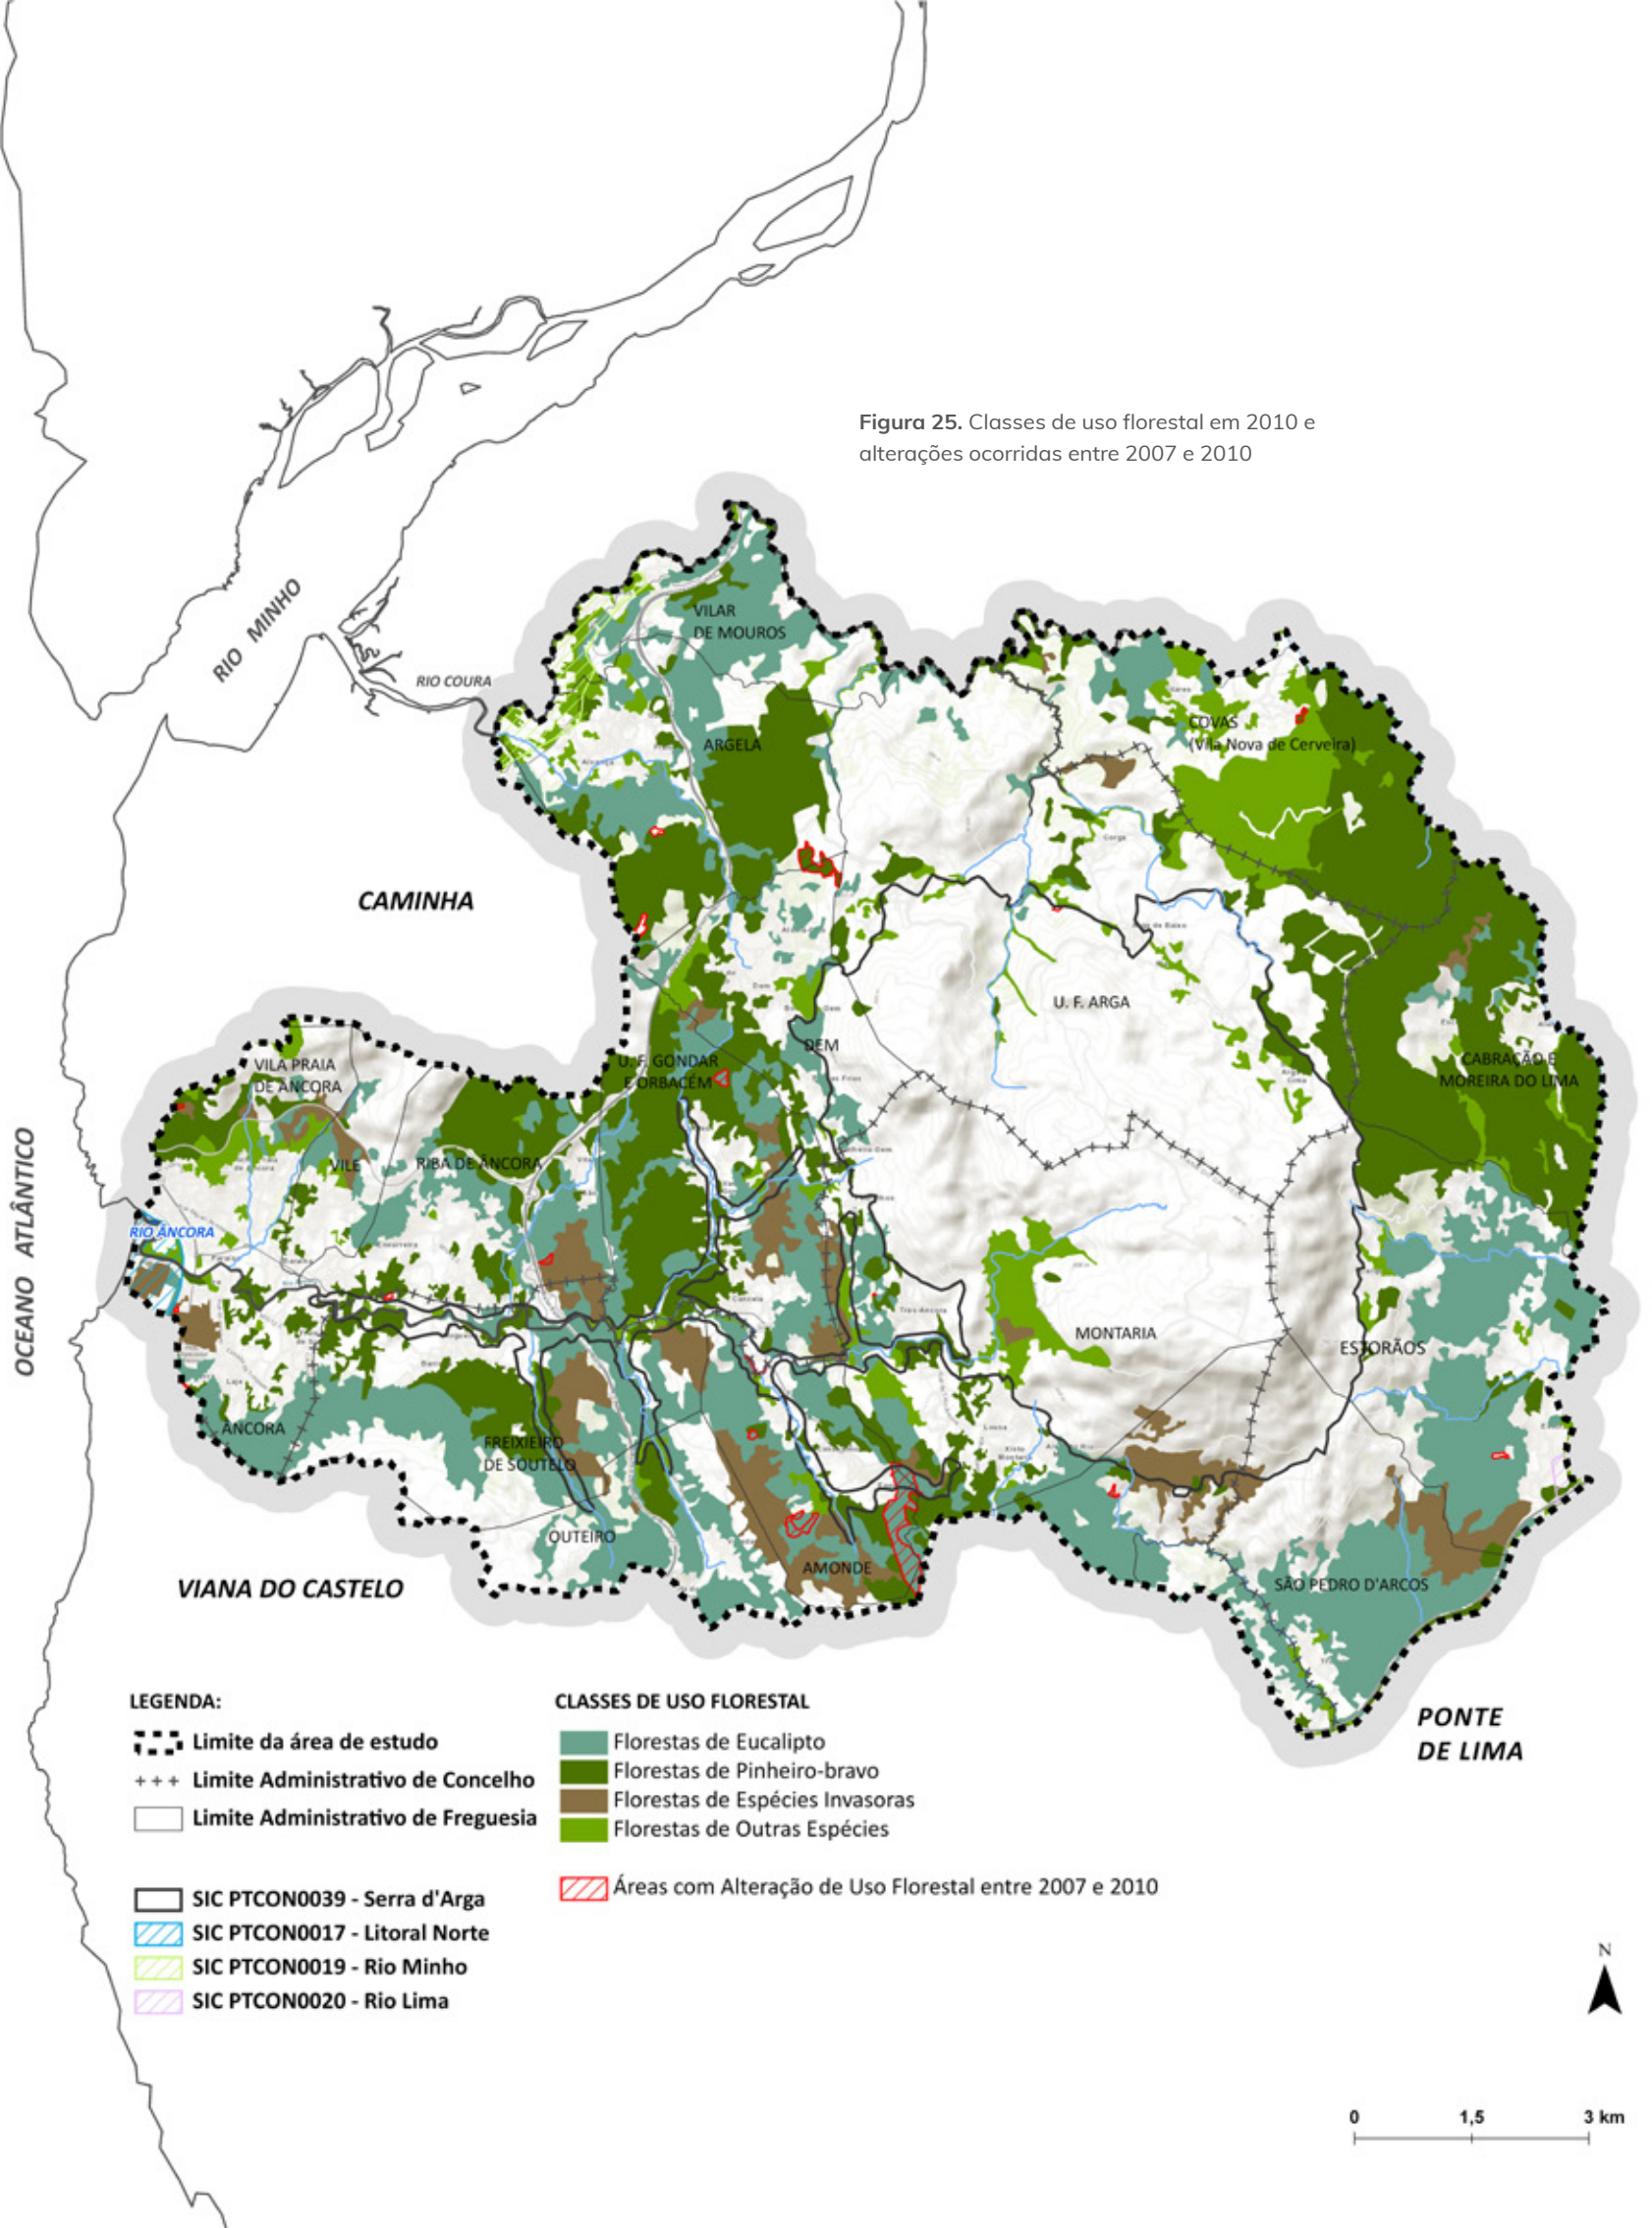 Figura 25. Classes de uso florestal em 2010 e
alterações ocorridas entre 2007 e 2010
RIO MINHO
RIO COURA
VILAR
DE MOUROS
ARGELA
COVAS
(Vila Nova de Cerveira)
CAMINHA
U. F. ARGA
DEM
U. F. GONDAR
E ORBACÉM
CABRAÇÃO E
MOREIRA DO LIMA
VILA PRAIA
DE ÂNCORA
VILE
RIBA DE ÂNCORA
OCEANO ATLÂNTICO
RIO ÂNCORA
MONTARIA
ESTORÃOS
ÂNCORA
FREIXIEIRO
DE SOUTELO
OUTEIRO
AMONDE
SÃO PEDRO D'ARCOS
VIANA DO CASTELO
PONTE
DE LIMA
LEGENDA:
Limite da área de estudo
Limite Administrativo de Concelho
Limite Administrativo de Freguesia
SIC PTCON0039 - Serra d'Arga
SIC PTCON0017 - Litoral Norte
SIC PTCON0019 - Rio Minho
SIC PTCON0020 - Rio Lima
CLASSES DE USO FLORESTAL
Florestas de Eucalipto
Florestas de Pinheiro-bravo
Florestas de Espécies Invasoras
Florestas de Outras Espécies
Áreas com Alteração de Uso Florestal entre 2007 e 2010
N
0 1,5 3 km